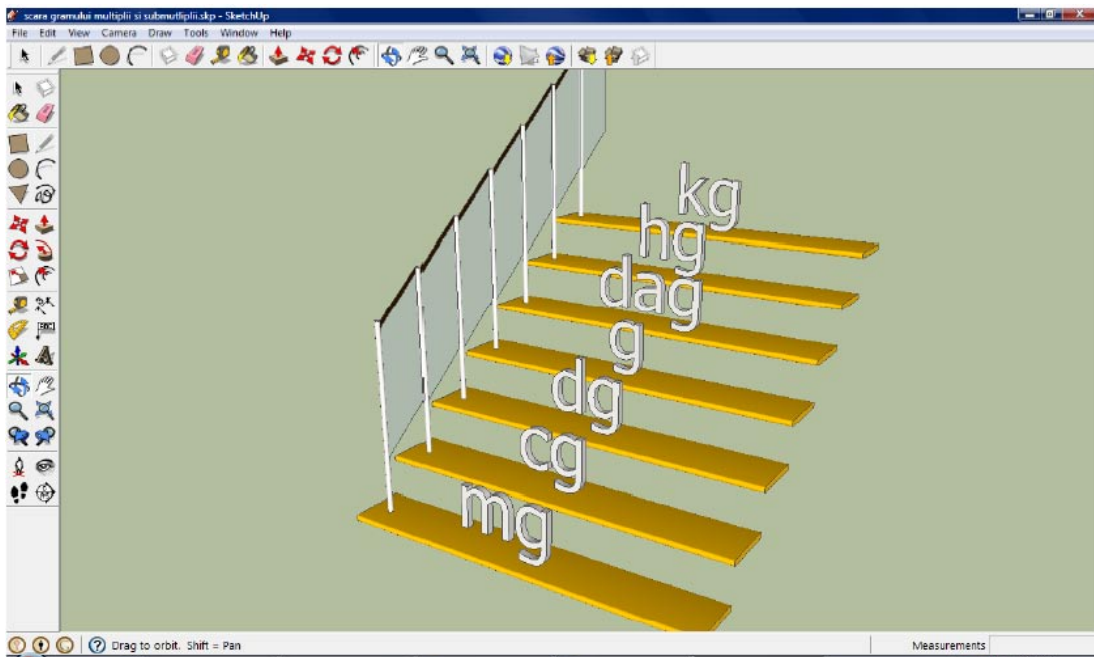 scara gramului multiplii si submutliplii.skp - SketchUp
File Edit View Camera Draw Tools Window Help
kg
hg
dag
g
dg
cg
mg
Drag to orbit. Shift = Pan
Measurements